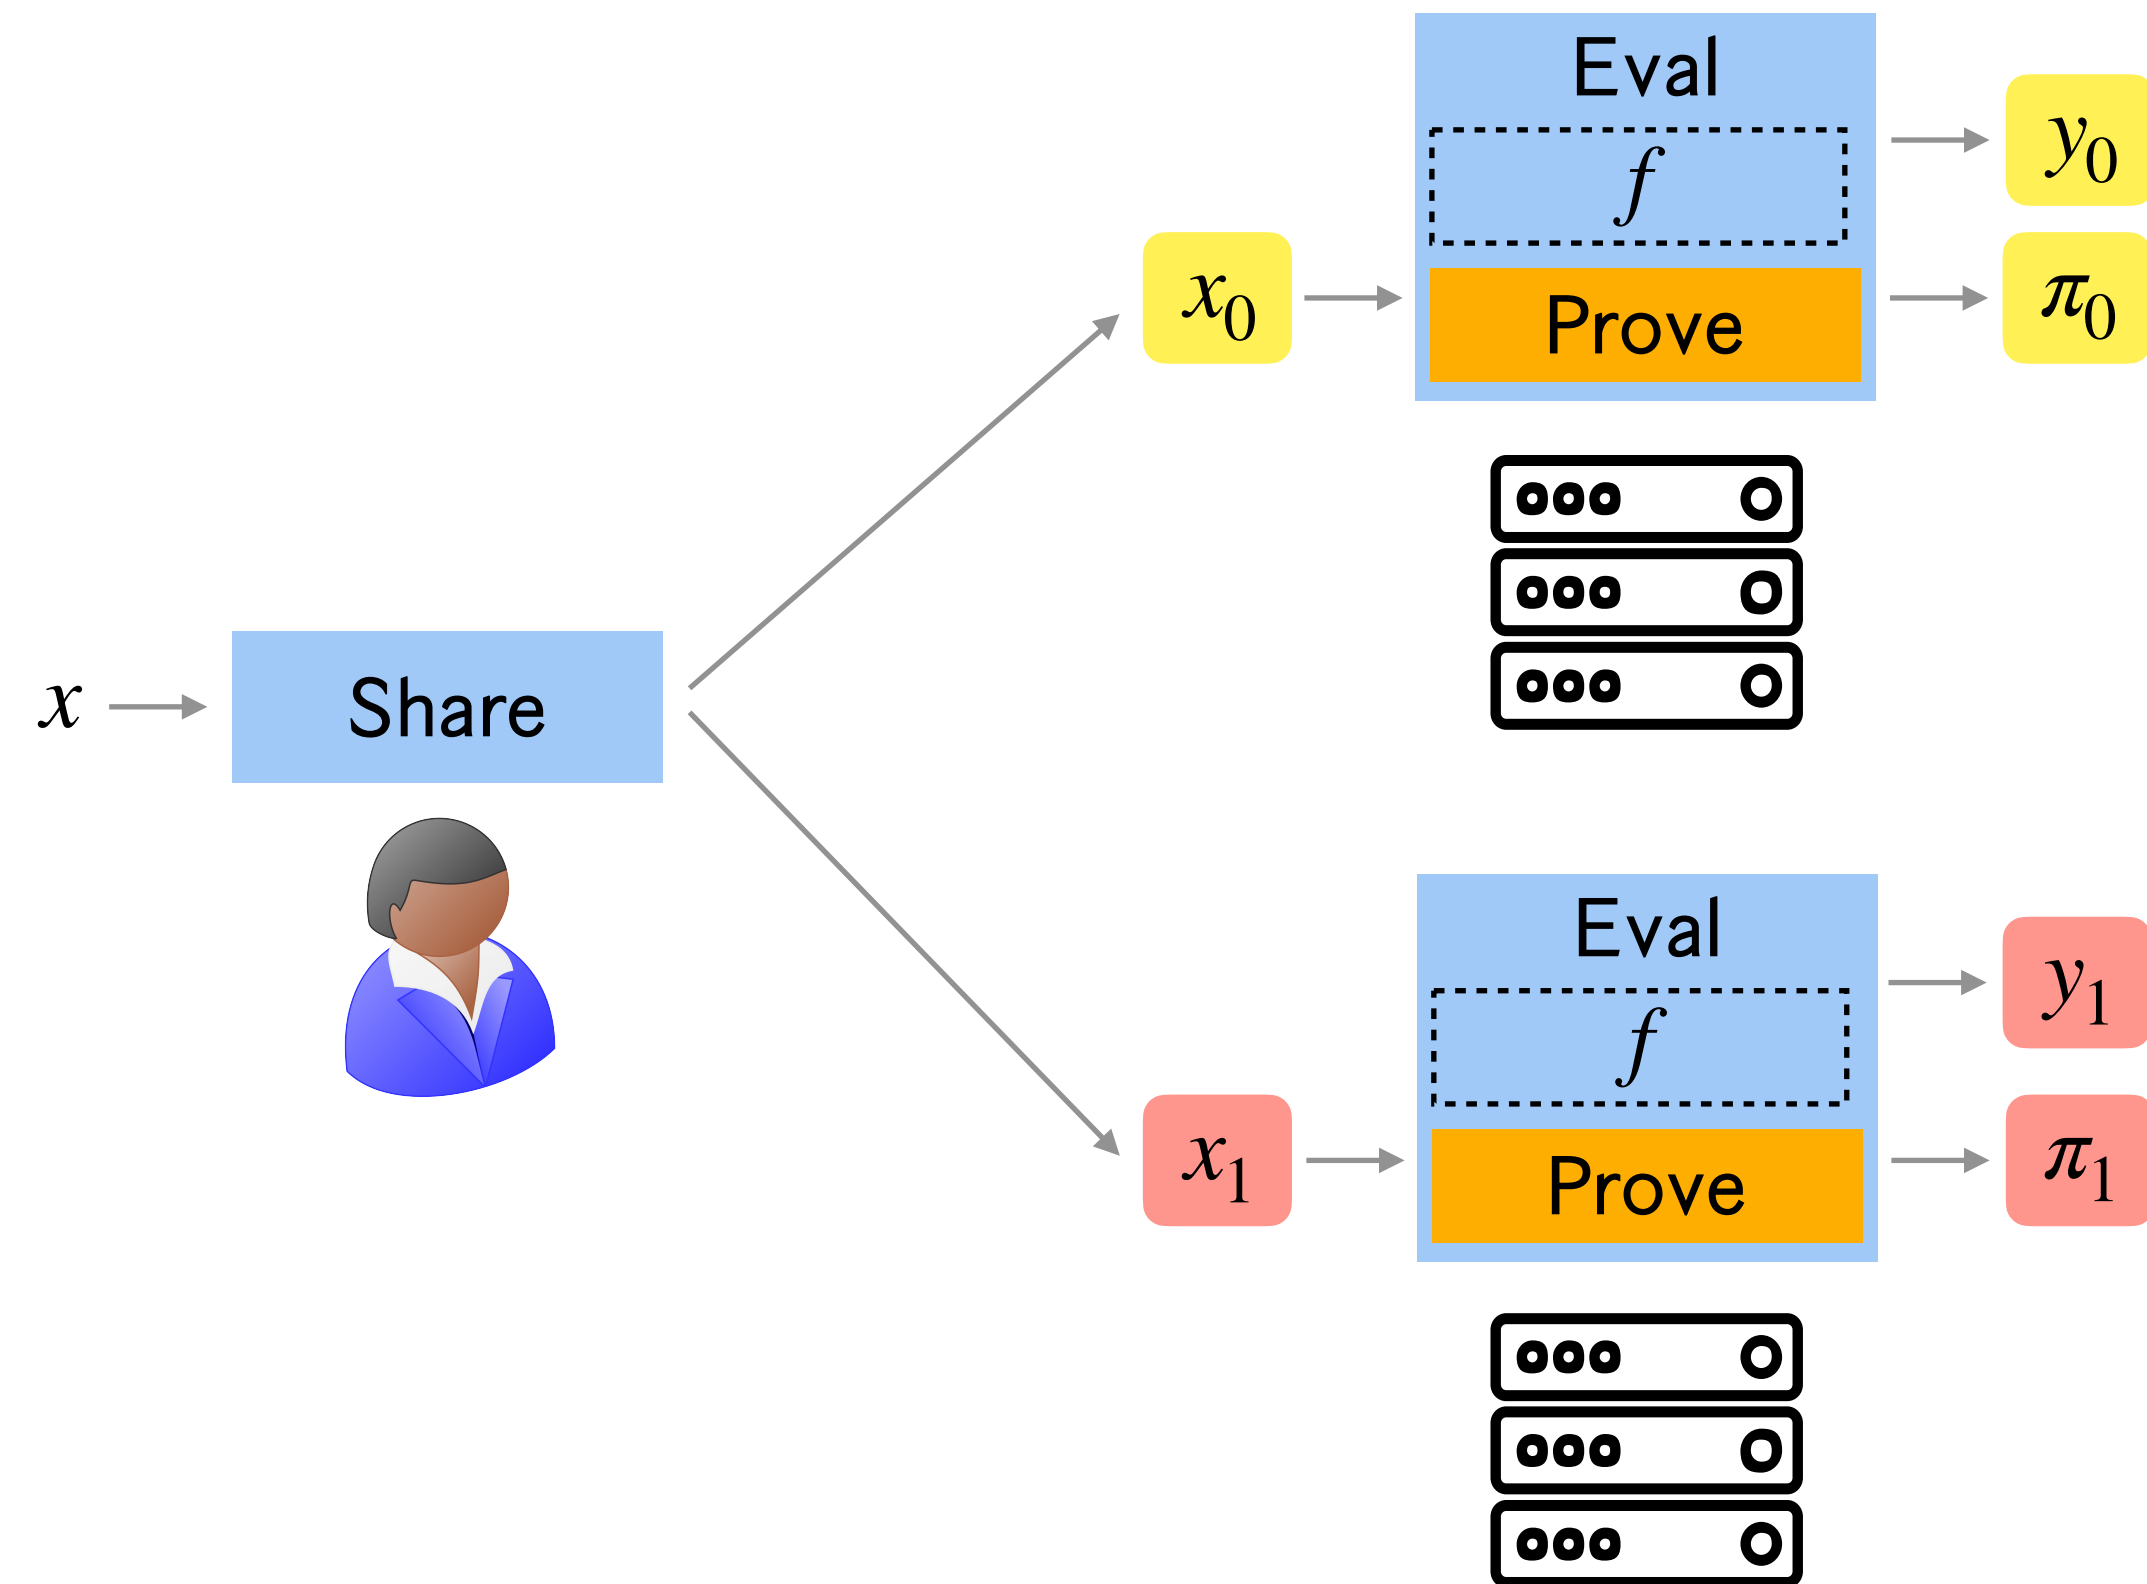 Eval
f
y₀
x₀
Prove
π₀
x
Share
Eval
f
y₁
x₁
Prove
π₁